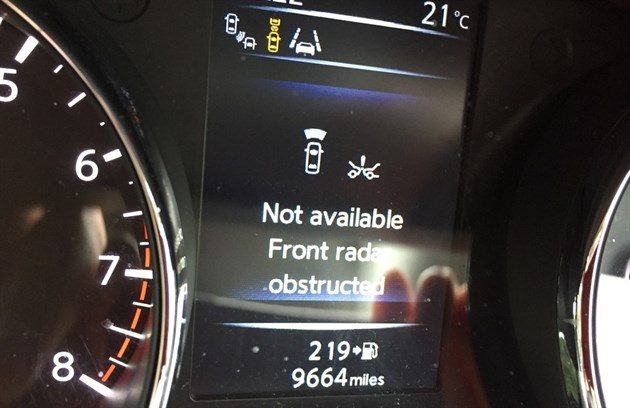 21°C
5
6
7
8
Not available
Front radar
obstructed
219
9664 miles